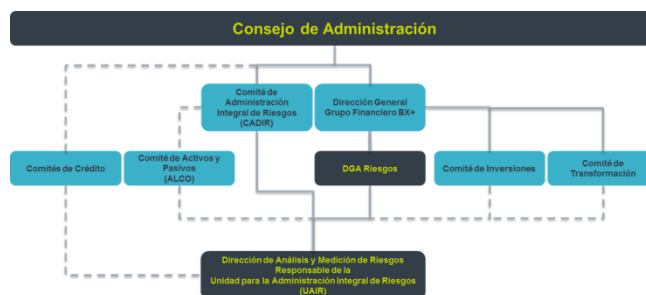 Consejo de Administración
Comité de
Administración
Integral de Riesgos
(CADIR)
Dirección General
Grupo Financiero BX+
Comités de Crédito
Comité de Activos y
Pasivos
(ALCO)
DGA Riesgos
Comité de Inversiones
Comité de
Transformación
Dirección de Análisis y Medición de Riesgos
Responsable de la
Unidad para la Administración Integral de Riesgos
(UAIR)